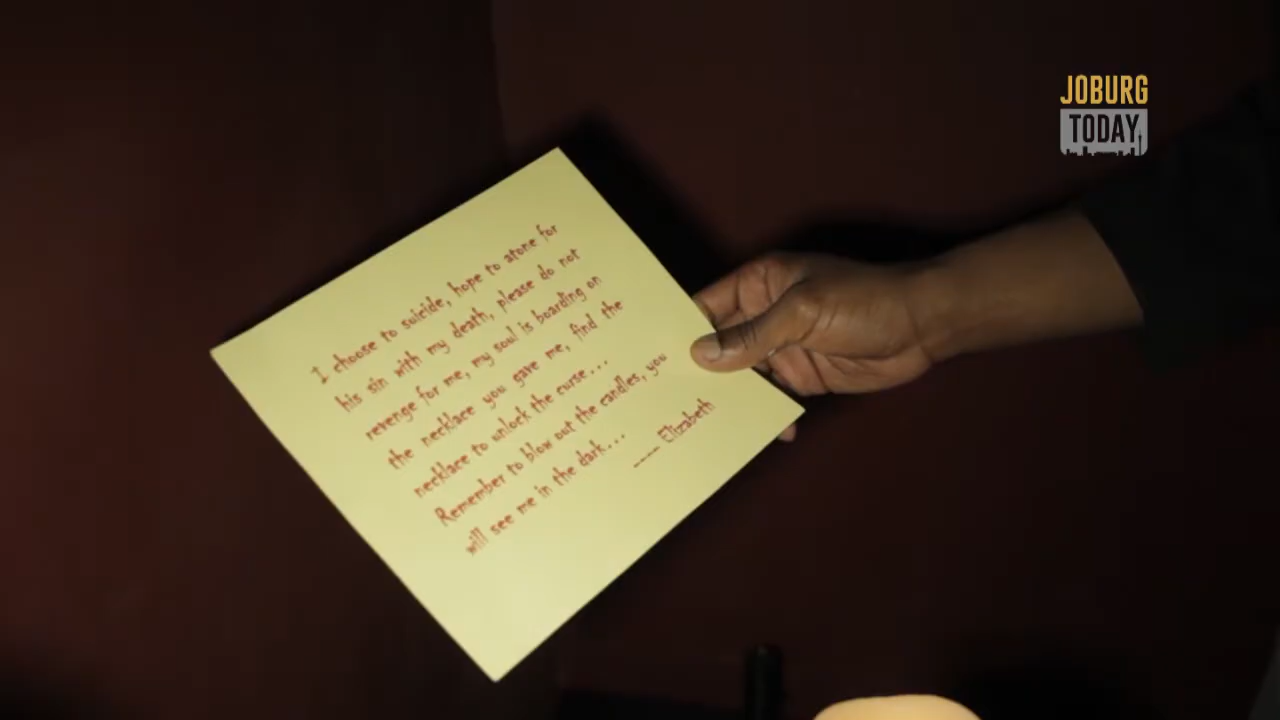 JOBURG
TODAY
I choose to suicide, hope to atone for
his sin with my death, please do not
revenge for me, my soul is boarding on
the necklace you gave me, find the
necklace to unlock the curse...
Remember to blow out the candles, you
will see me in the dark...
---- Elizabeth